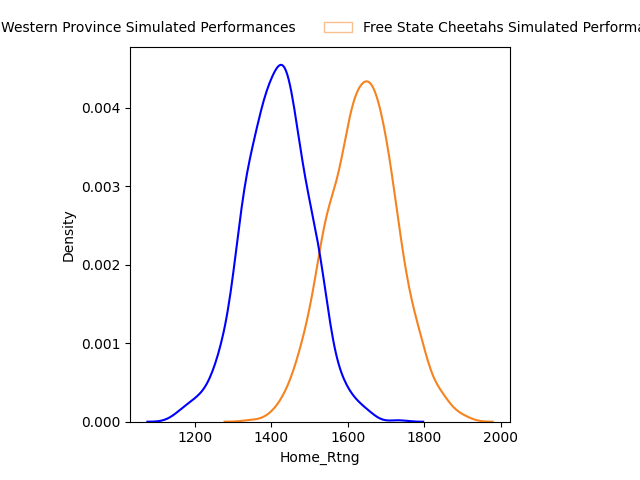 Western Province Simulated Performances
Free State Cheetahs Simulated Performa
0.004
0.003
0.002
0.001
0.000
Density
1200 1400 1600 1800 2000
Home_Rtng